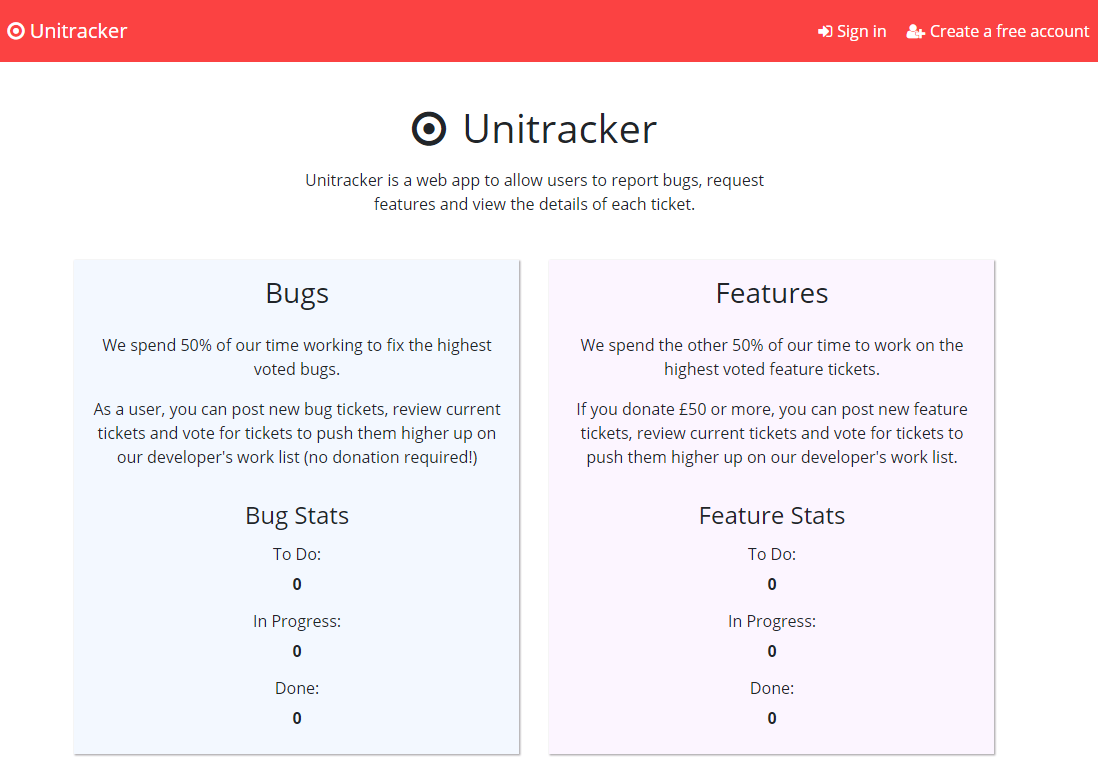 Unitracker
Sign in
Create a free account
Unitracker
Unitracker is a web app to allow users to report bugs, request
features and view the details of each ticket.
Bugs
We spend 50% of our time working to fix the highest
voted bugs.
As a user, you can post new bug tickets, review current
tickets and vote for tickets to push them higher up on
our developer's work list (no donation required!)
Bug Stats
To Do:
0
In Progress:
0
Done:
0
Features
We spend the other 50% of our time to work on the
highest voted feature tickets.
If you donate £50 or more, you can post new feature
tickets, review current tickets and vote for tickets to
push them higher up on our developer's work list.
Feature Stats
To Do:
0
In Progress:
0
Done:
0